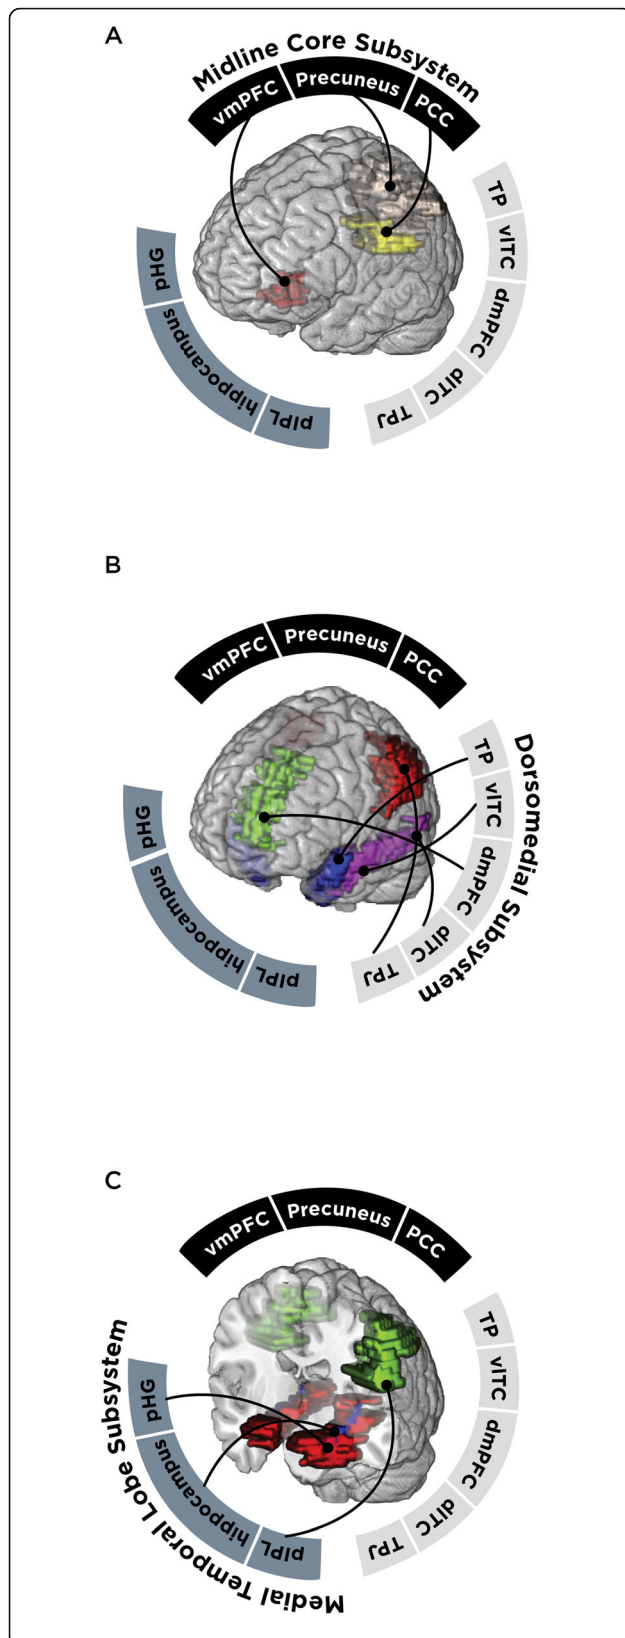 A
Midline Core Subsystem
vmPFC
Precuneus
PCC
TP
vlTC
dmPFC
dlTC
TPJ
pHG
hippocampus
pIPL
B
vmPFC
Precuneus
PCC
Dorsomedial Subsystem
TP
vlTC
dmPFC
dlTC
TPJ
pHG
hippocampus
pIPL
C
vmPFC
Precuneus
PCC
TP
vlTC
dmPFC
dlTC
TPJ
Medial Temporal Lobe Subsystem
pHG
hippocampus
pIPL